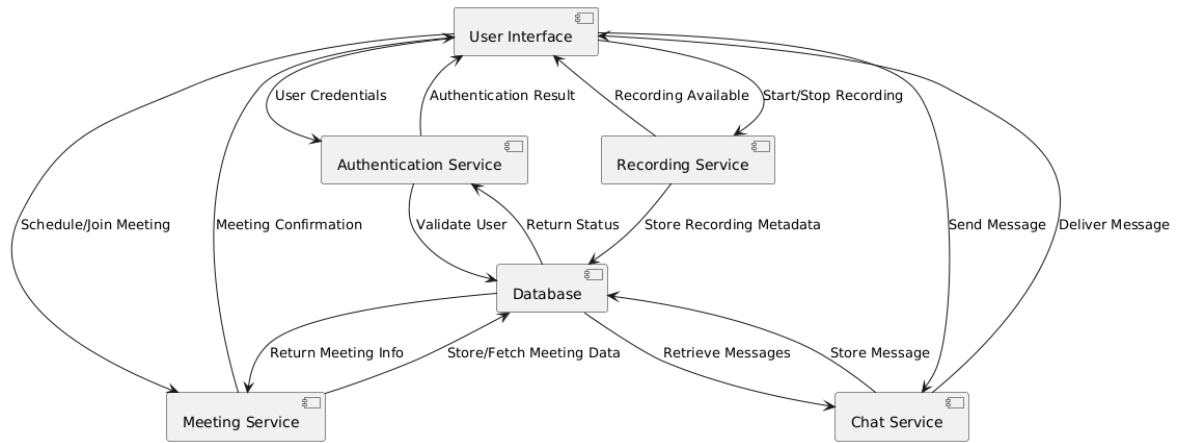 User Interface
User Credentials
Authentication Result
Recording Available
Start/Stop Recording
Authentication Service
Recording Service
Schedule/Join Meeting
Meeting Confirmation
Validate User
Return Status
Store Recording Metadata
Send Message
Deliver Message
Database
Return Meeting Info
Store/Fetch Meeting Data
Retrieve Messages
Store Message
Meeting Service
Chat Service